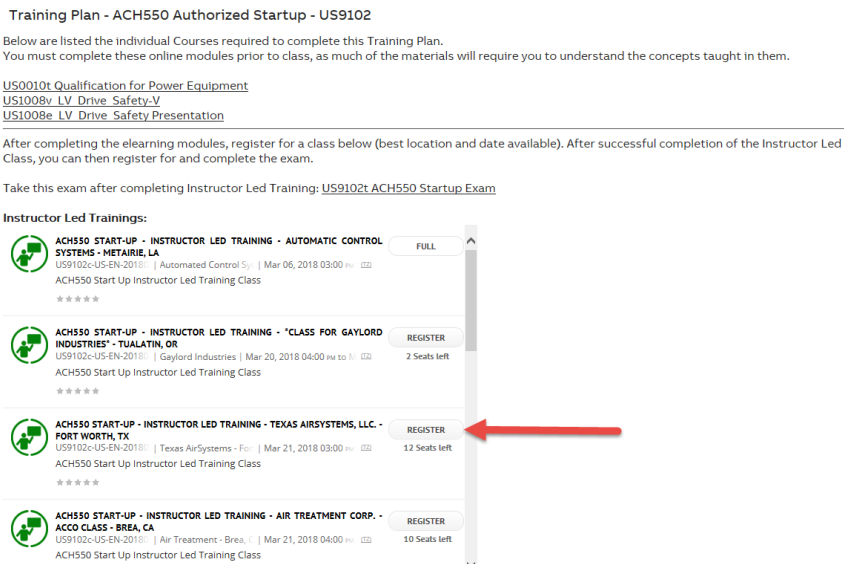 Training Plan - ACH550 Authorized Startup - US9102
Below are listed the individual Courses required to complete this Training Plan.
You must complete these online modules prior to class, as much of the materials will require you to understand the concepts taught in them.
US0010t Qualification for Power Equipment
US1008v LV Drive Safety-V
US1008e LV Drive Safety Presentation
After completing the elearning modules, register for a class below (best location and date available). After successful completion of the Instructor Led
Class, you can then register for and complete the exam.
Take this exam after completing Instructor Led Training: US9102t ACH550 Startup Exam
Instructor Led Trainings:
ACH550 START-UP - INSTRUCTOR LED TRAINING - AUTOMATIC CONTROL
SYSTEMS - METAIRIE, LA
FULL
US9102c-US-EN-2018 | Automated Control Sy | Mar 06, 2018 03:00 PM
ACH550 Start Up Instructor Led Training Class
ACH550 START-UP - INSTRUCTOR LED TRAINING - "CLASS FOR GAYLORD
INDUSTRIES" - TUALATIN, OR
REGISTER
US9102c-US-EN-2018 | Gaylord Industries | Mar 20, 2018 04:00 PM to M
2 Seats left
ACH550 Start Up Instructor Led Training Class
ACH550 START-UP - INSTRUCTOR LED TRAINING - TEXAS AIRSYSTEMS, LLC. -
FORT WORTH, TX
REGISTER
US9102c-US-EN-2018 | Texas AirSystems - For | Mar 21, 2018 03:00 PM
12 Seats left
ACH550 Start Up Instructor Led Training Class
ACH550 START-UP - INSTRUCTOR LED TRAINING - AIR TREATMENT CORP. -
ACCO CLASS - BREA, CA
REGISTER
US9102c-US-EN-2018 | Air Treatment - Brea, C | Mar 21, 2018 04:00 PM
10 Seats left
ACH550 Start Up Instructor Led Training Class